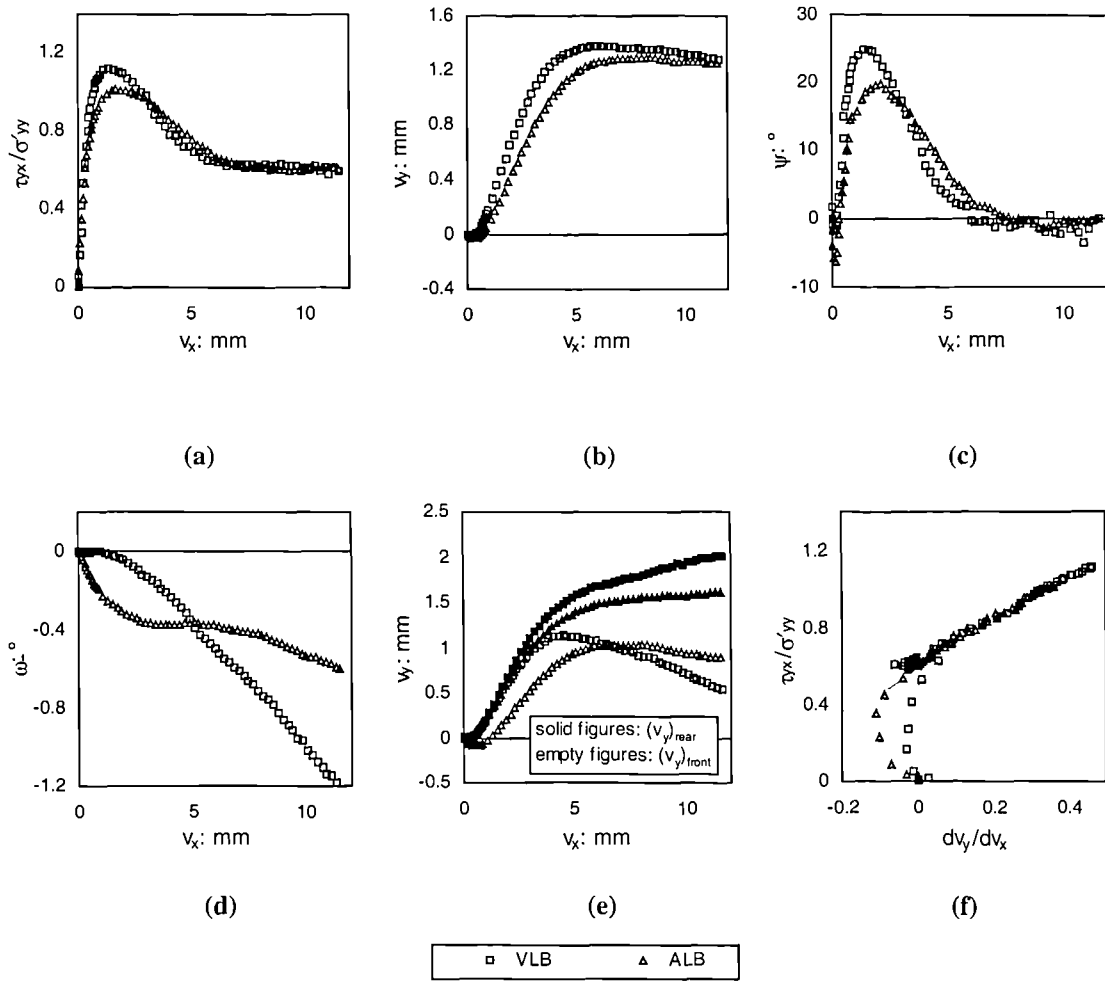 τyx/σ'yy
1.2
0.8
0.4
0
0 5 10
vx: mm
(a)
vy: mm
1.6
1.2
0.8
0.4
0
-0.4
0 5 10
vx: mm
(b)
ψ: °
30
20
10
0
-10
0 5 10
vx: mm
(c)
ω: °
0
-0.4
-0.8
-1.2
0 5 10
vx: mm
(d)
vy: mm
2.5
2
1.5
1
0.5
0
-0.5
solid figures: (vy)rear
empty figures: (vy)front
0 5 10
vx: mm
(e)
τyx/σ'yy
1.2
0.8
0.4
0
-0.2 0 0.2 0.4
dvy/dvx
(f)
VLB ALB